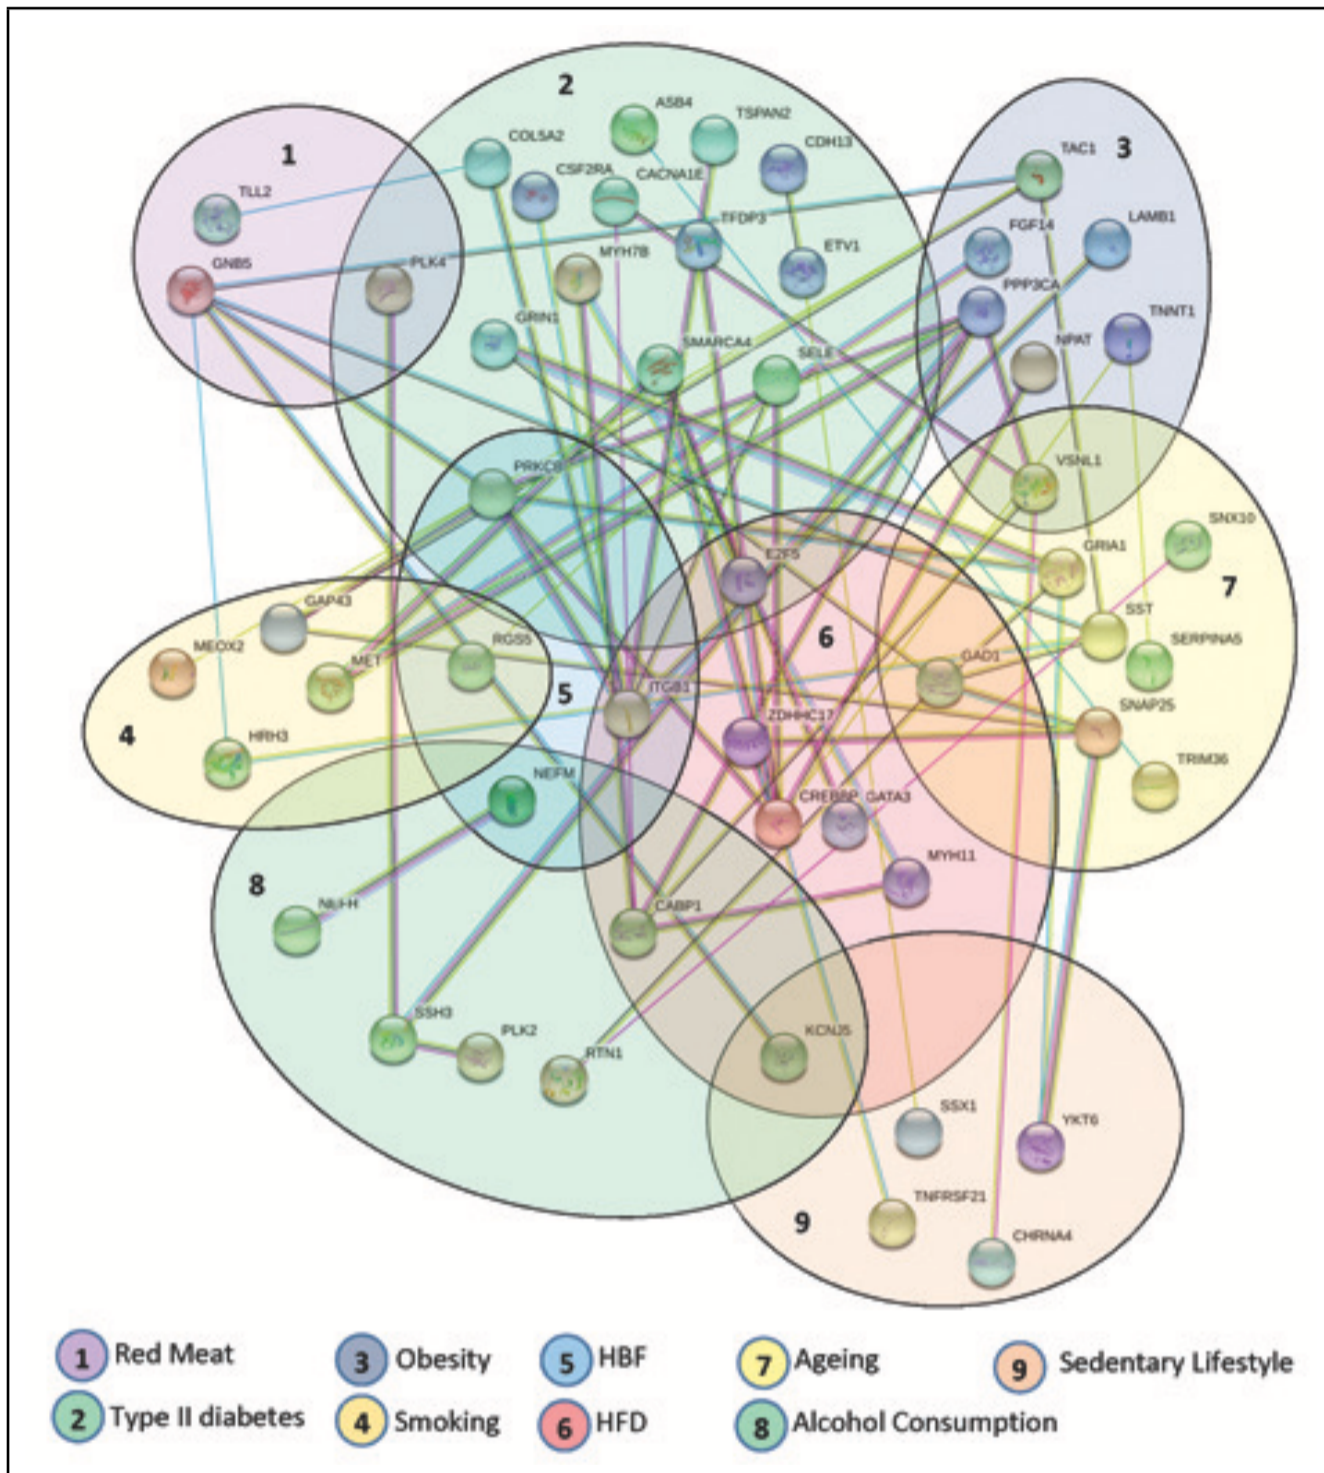 2
ASB4
TSPAN2
COL5A2
CDH13
TAC1
3
1
CSF2RA
CACNA1E
TLL2
TFDP3
FGF14
LAMB1
GNB5
PLK4
MYH7B
ETV1
PPP3CA
GRIN1
SMARCA4
SELE
NPAT
TNNT1
PRKCB
VSNL1
SNX10
E2F5
GRIA1
7
GAP43
SST
MEOX2
MET
RGS5
6
SERPINA5
5
ITGB1
GAD1
4
ZDHHC17
SNAP25
HRH3
TRIM36
NEFM
CREBBP
GATA3
8
MYH11
CABP1
SSH3
PLK2
RTN1
KCNJ5
SSX1
YKT6
TNFRSF21
9
CHRNA4
1 Red Meat
3 Obesity
5 HBF
7 Ageing
9 Sedentary Lifestyle
2 Type II diabetes
4 Smoking
6 HFD
8 Alcohol Consumption